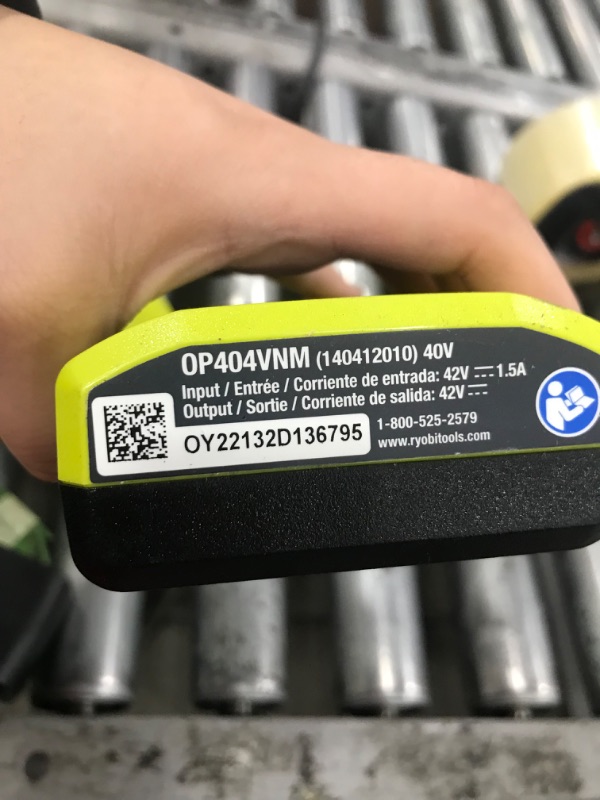 OP404VNM (140412010) 40V
Input / Entrée / Corriente de entrada: 42V ⎓ 1.5A
Output / Sortie / Corriente de salida: 42V ⎓
OY22132D136795
1-800-525-2579
www.ryobitools.com